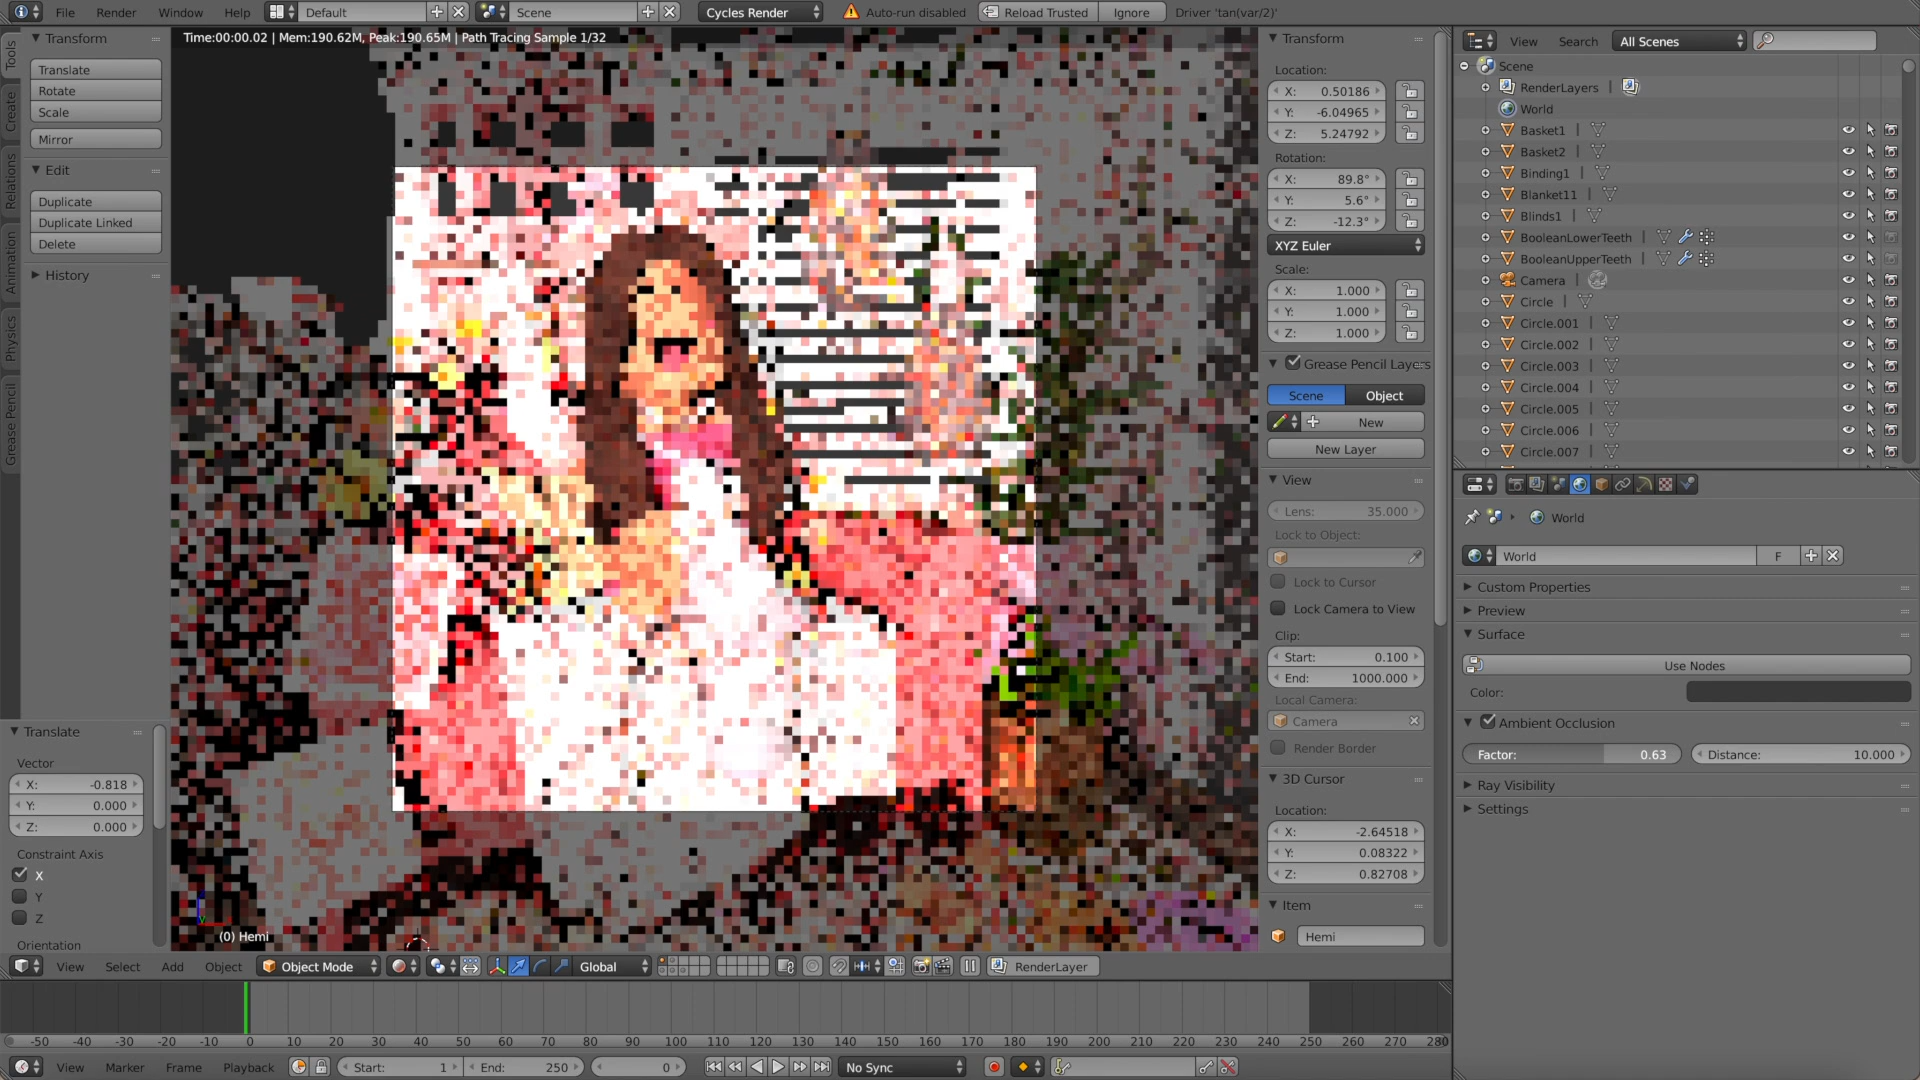 File Render Window Help Default Scene Cycles Render Auto-run disabled Reload Trusted Ignore Driver 'tan(var/2)'
Time:00:00.02 | Mem:190.62M, Peak:190.65M | Path Tracing Sample 1/32
Tools
Create
Relations
Animation
Physics
Grease Pencil
Transform
Translate
Rotate
Scale
Mirror
Edit
Duplicate
Duplicate Linked
Delete
History
Translate
Vector
X: -0.818
Y: 0.000
Z: 0.000
Constraint Axis
X
Y
Z
Orientation
(0) Hemi
Transform
Location:
X: 0.50186
Y: -6.04965
Z: 5.24792
Rotation:
X: 89.8°
Y: 5.6°
Z: -12.3°
XYZ Euler
Scale:
X: 1.000
Y: 1.000
Z: 1.000
Grease Pencil Layers
Scene Object
New
New Layer
View
Lens: 35.000
Lock to Object:
Lock to Cursor
Lock Camera to View
Clip:
Start: 0.100
End: 1000.000
Local Camera:
Camera
Render Border
3D Cursor
Location:
X: -2.64518
Y: 0.08322
Z: 0.82708
Item
Hemi
View Select Add Object Object Mode Global RenderLayer
-50 -40 -30 -20 -10 0 10 20 30 40 50 60 70 80 90 100 110 120 130 140 150 160 170 180 190 200 210 220 230 240 250 260 270 280
View Marker Frame Playback Start: 1 End: 250 0 No Sync
View Search All Scenes
Scene
RenderLayers
World
Basket1
Basket2
Binding1
Blanket11
Blinds1
BooleanLowerTeeth
BooleanUpperTeeth
Camera
Circle
Circle.001
Circle.002
Circle.003
Circle.004
Circle.005
Circle.006
Circle.007
World
World F
Custom Properties
Preview
Surface
Use Nodes
Color:
Ambient Occlusion
Factor: 0.63 Distance: 10.000
Ray Visibility
Settings